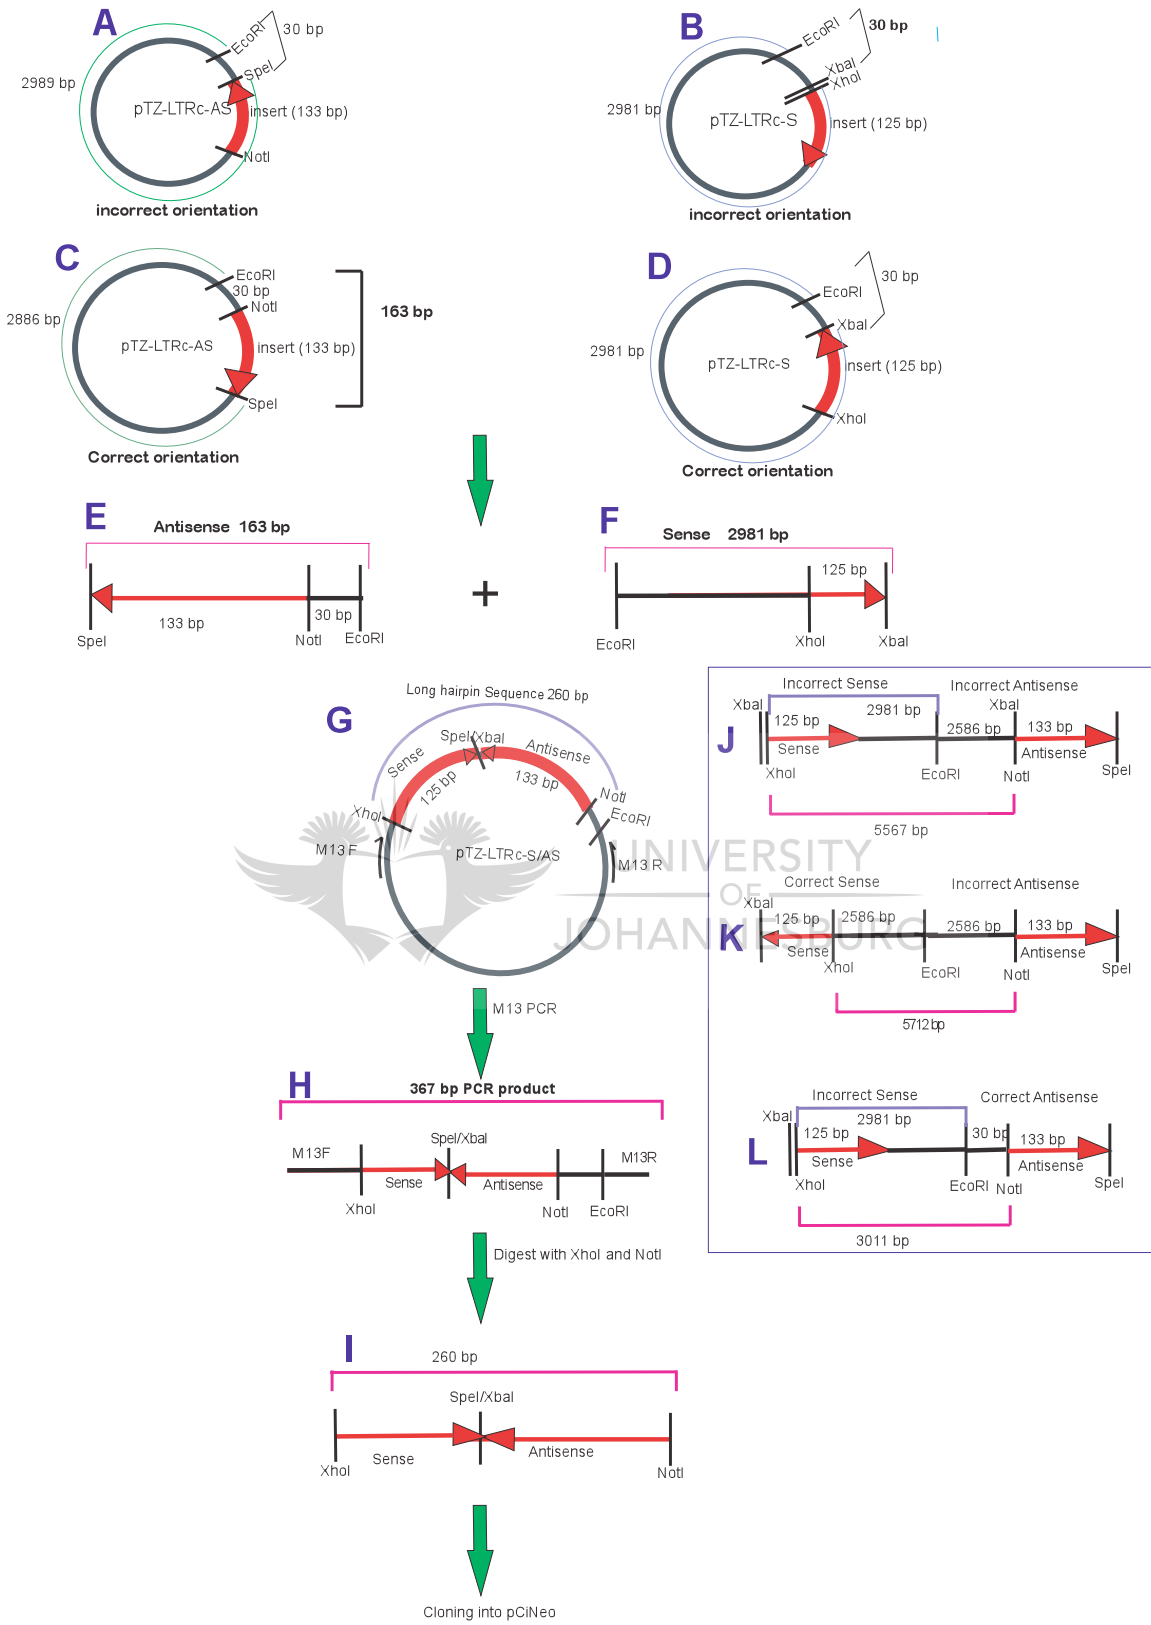 A
EcoRI
30 bp
SpeI
2989 bp
pTZ-LTRc-AS
insert (133 bp)
NotI
incorrect orientation
B
EcoRI
30 bp
XbaI
XhoI
2981 bp
pTZ-LTRc-S
insert (125 bp)
incorrect orientation
C
EcoRI
30 bp
NotI
163 bp
2886 bp
pTZ-LTRc-AS
insert (133 bp)
SpeI
Correct orientation
D
30 bp
EcoRI
XbaI
2981 bp
pTZ-LTRc-S
insert (125 bp)
XhoI
Correct orientation
E
Antisense 163 bp
133 bp
30 bp
SpeI
NotI
EcoRI
+
F
Sense 2981 bp
125 bp
EcoRI
XhoI
XbaI
G
Long hairpin Sequence 260 bp
SpeI/XbaI
Sense
Antisense
125 bp
133 bp
XhoI
NotI
EcoRI
M13 F
pTZ-LTRc-S/AS
M13 R
UNIVERSITY
OF
JOHANNESBURG
M13 PCR
H
367 bp PCR product
M13F
SpeI/XbaI
M13R
Sense
Antisense
XhoI
NotI
EcoRI
Digest with XhoI and NotI
I
260 bp
SpeI/XbaI
Sense
Antisense
XhoI
NotI
Cloning into pCiNeo
Incorrect Sense
Incorrect Antisense
XbaI
XbaI
J
125 bp
2981 bp
2586 bp
133 bp
Sense
Antisense
XhoI
EcoRI
NotI
SpeI
5567 bp
Correct Sense
Incorrect Antisense
XbaI
K
125 bp
2586 bp
2586 bp
133 bp
Sense
Antisense
XhoI
EcoRI
NotI
SpeI
5712bp
Incorrect Sense
Correct Antisense
XbaI
L
125 bp
2981 bp
30 bp
133 bp
Sense
Antisense
XhoI
EcoRI
NotI
SpeI
3011 bp